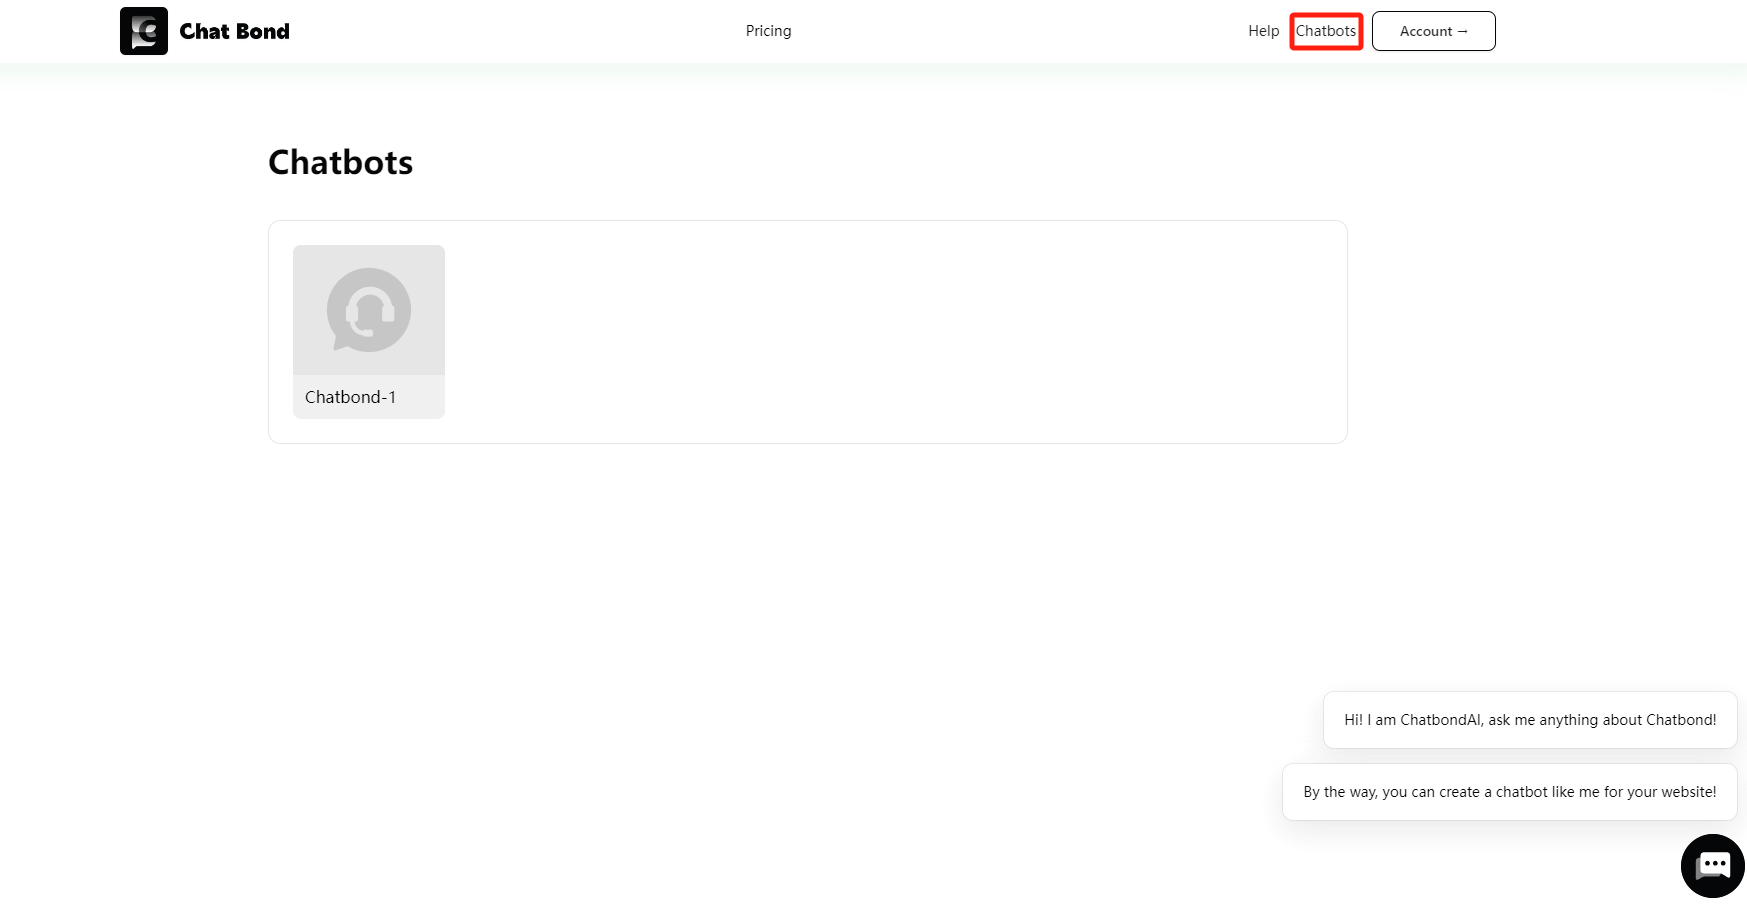 Chat Bond
Pricing
Help
Chatbots
Account →
Chatbots
Chatbond-1
Hi! I am ChatbondAI, ask me anything about Chatbond!
By the way, you can create a chatbot like me for your website!